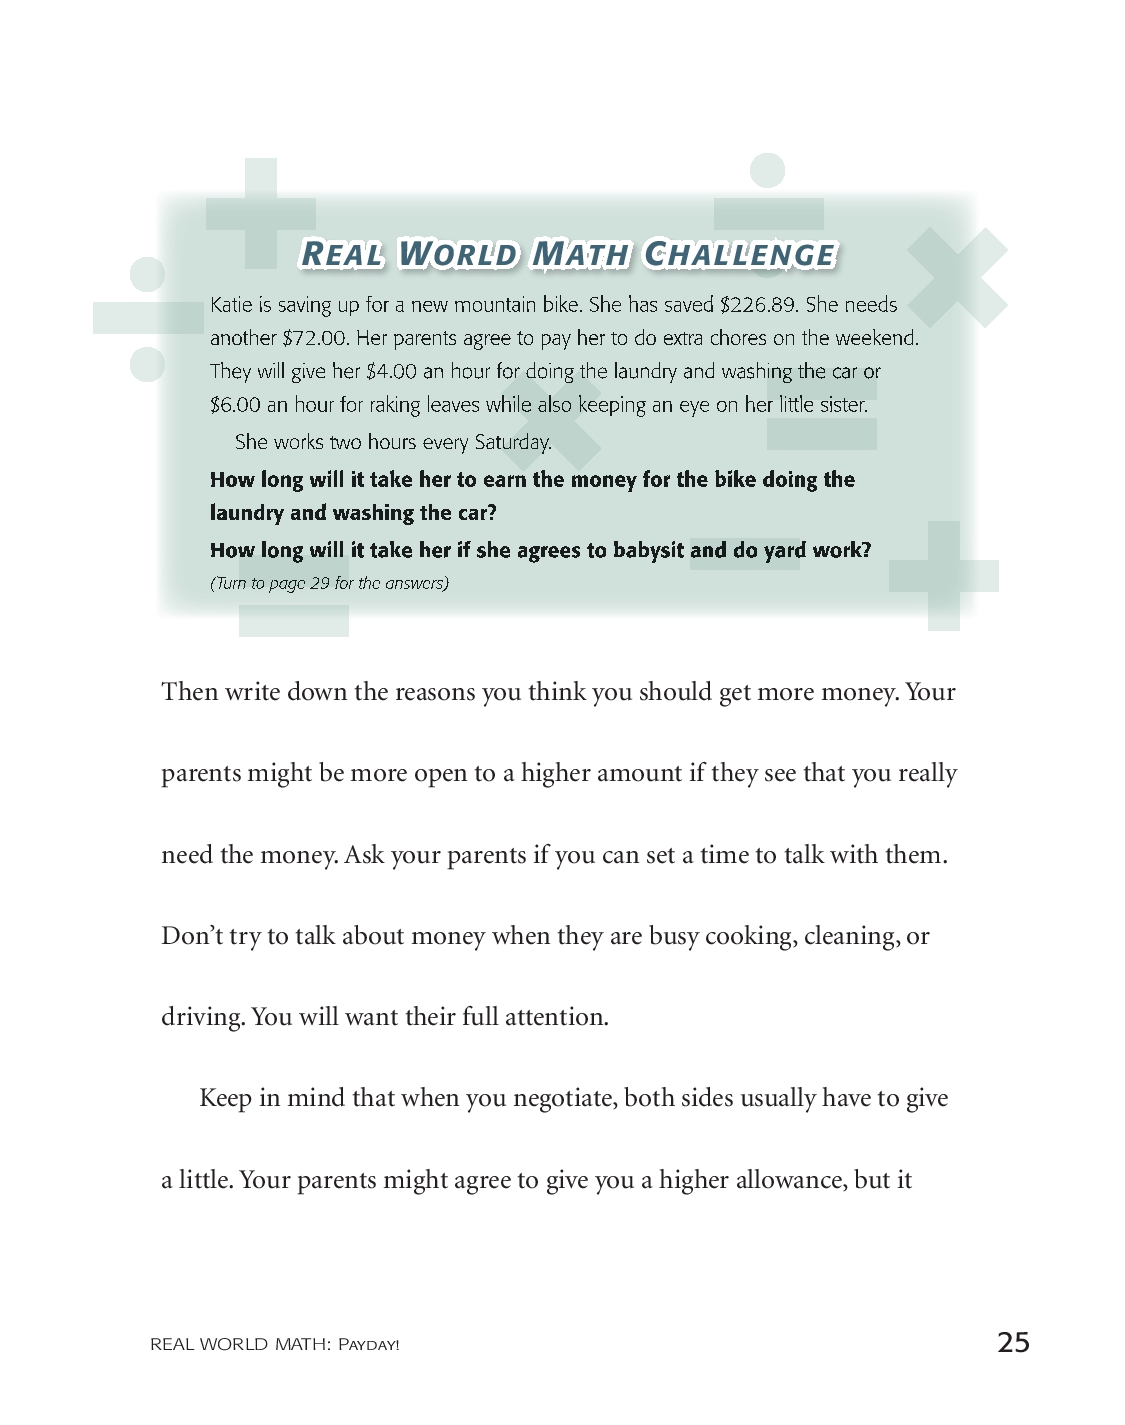 REAL WORLD MATH CHALLENGE
Katie is saving up for a new mountain bike. She has saved $226.89. She needs
another $72.00. Her parents agree to pay her to do extra chores on the weekend.
They will give her $4.00 an hour for doing the laundry and washing the car or
$6.00 an hour for raking leaves while also keeping an eye on her little sister.
She works two hours every Saturday.
How long will it take her to earn the money for the bike doing the
laundry and washing the car?
How long will it take her if she agrees to babysit and do yard work?
(Turn to page 29 for the answers)
Then write down the reasons you think you should get more money. Your
parents might be more open to a higher amount if they see that you really
need the money. Ask your parents if you can set a time to talk with them.
Don’t try to talk about money when they are busy cooking, cleaning, or
driving. You will want their full attention.
Keep in mind that when you negotiate, both sides usually have to give
a little. Your parents might agree to give you a higher allowance, but it
REAL WORLD MATH: PAYDAY!
25